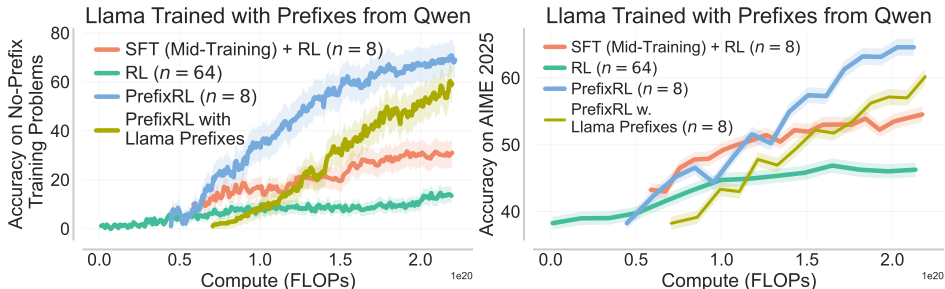 Llama Trained with Prefixes from Qwen
Accuracy on No-Prefix
Training Problems
80
60
40
20
0
SFT (Mid-Training) + RL (n = 8)
RL (n = 64)
PrefixRL (n = 8)
PrefixRL with
Llama Prefixes
0.0 0.5 1.0 1.5 2.0
1e20
Compute (FLOPs)
Llama Trained with Prefixes from Qwen
Accuracy on AIME 2025
60
50
40
SFT (Mid-Training) + RL (n = 8)
RL (n = 64)
PrefixRL (n = 8)
PrefixRL w.
Llama Prefixes (n = 8)
0.0 0.5 1.0 1.5 2.0
1e20
Compute (FLOPs)